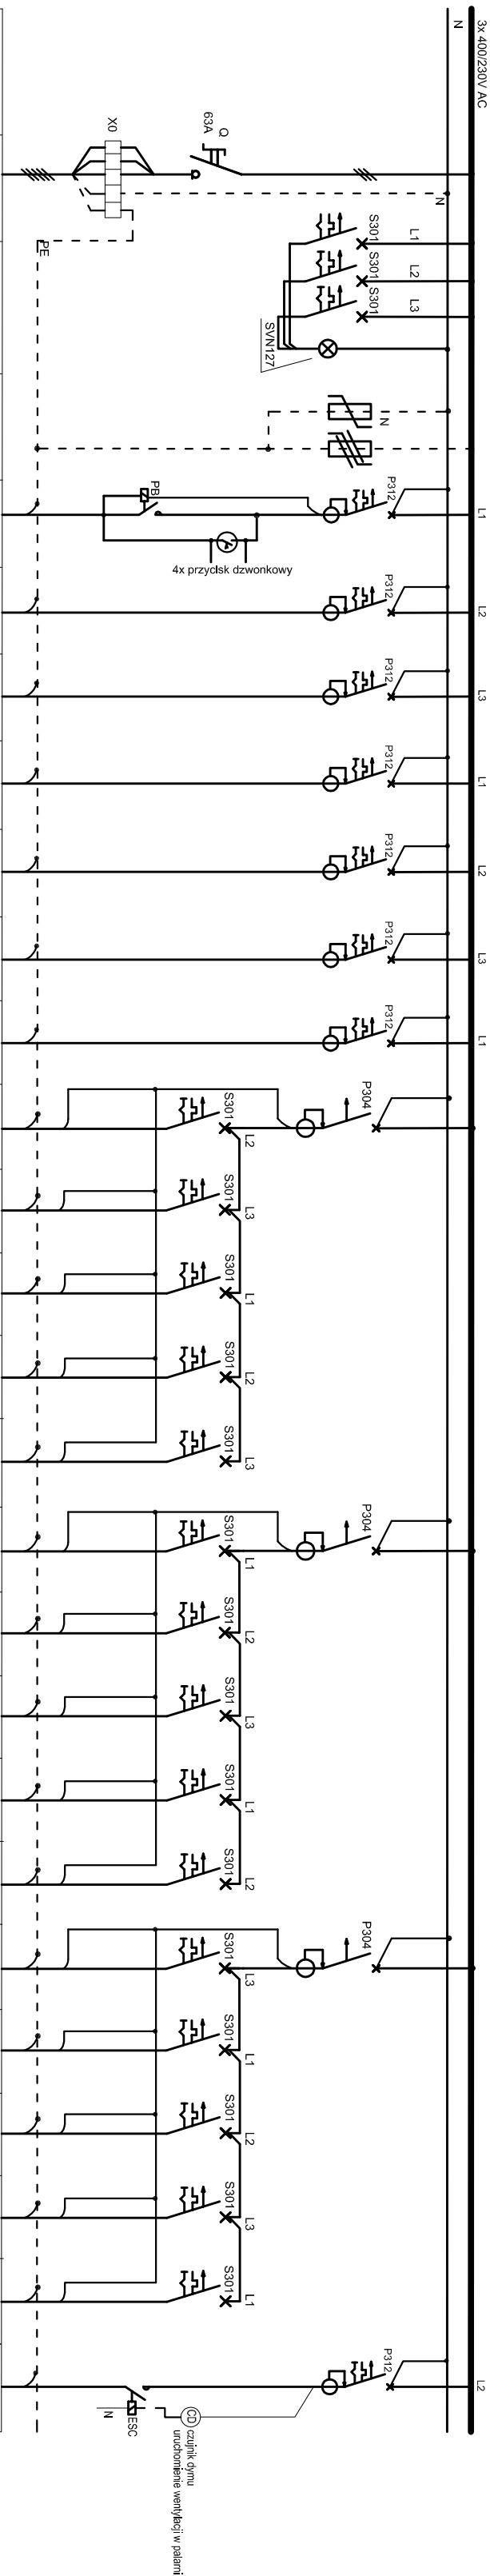 3x 400/230V AC
N
Q
63A
X0
N
PE
L1
S301
L2
S301
L3
S301
SVN127
N
L1
P312
PB
4x przycisk dzwonkowy
L2
P312
L3
P312
L1
P312
L2
P312
L3
P312
L1
P312
P304
S301
L2
S301
L3
S301
L1
S301
L2
S301
L3
P304
S301
L1
S301
L2
S301
L3
S301
L1
S301
L2
P304
S301
L3
S301
L1
S301
L2
S301
L3
S301
L1
L2
P312
ESC
N
CD
czujnik dymu
uruchomienie wentylacji w palarni